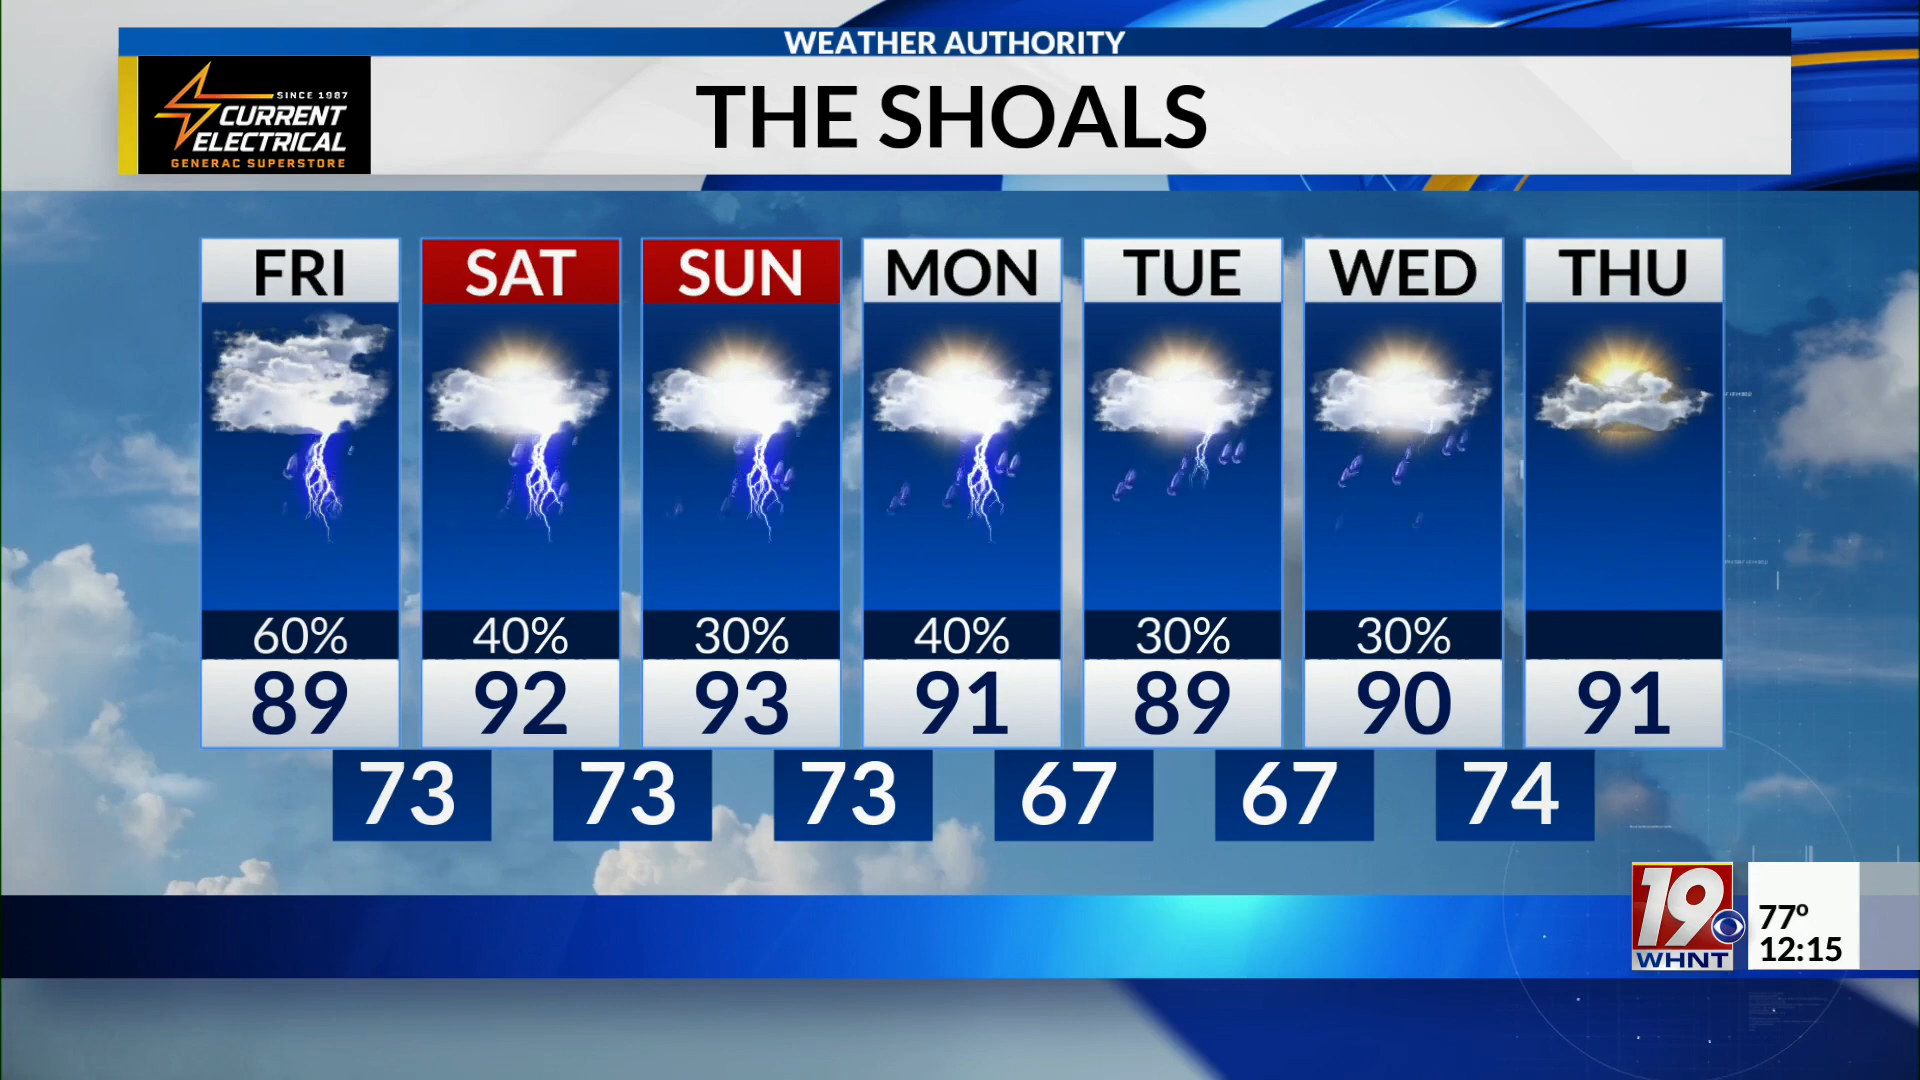 WEATHER AUTHORITY
SINCE 1987
CURRENT
ELECTRICAL
GENERAC SUPERSTORE
THE SHOALS
FRI SAT SUN MON TUE WED THU
60% 40% 30% 40% 30% 30%
89 92 93 91 89 90 91
73 73 73 67 67 74
19
WHNT
77º
12:15